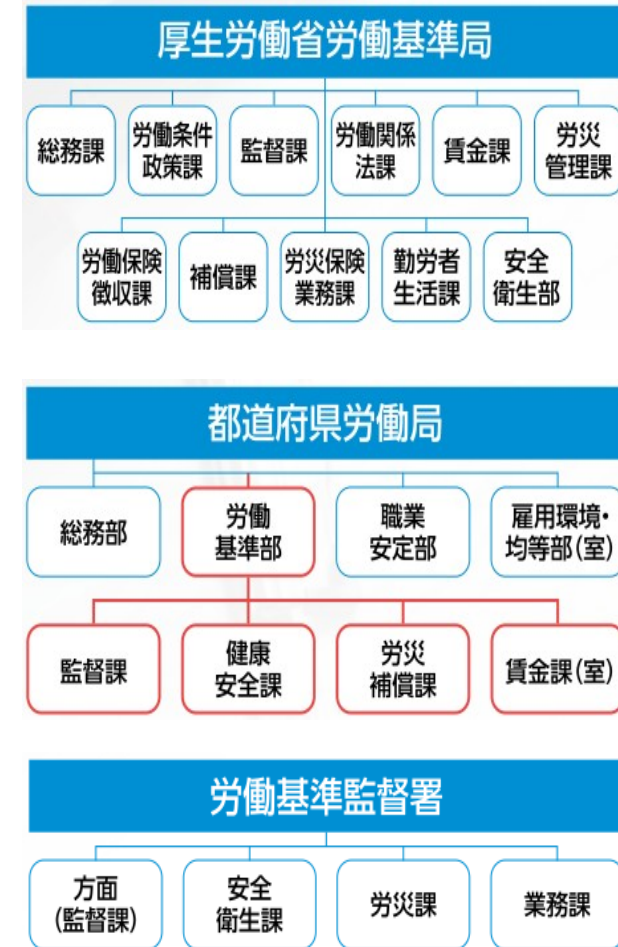 厚生労働省労働基準局
総務課
労働条件
政策課
監督課
労働関係
法課
賃金課
労災
管理課
労働保険
徴収課
補償課
労災保険
業務課
勤労者
生活課
安全
衛生部
都道府県労働局
総務部
労働
基準部
職業
安定部
雇用環境・
均等部(室)
監督課
健康
安全課
労災
補償課
賃金課(室)
労働基準監督署
方面
(監督課)
安全
衛生課
労災課
業務課